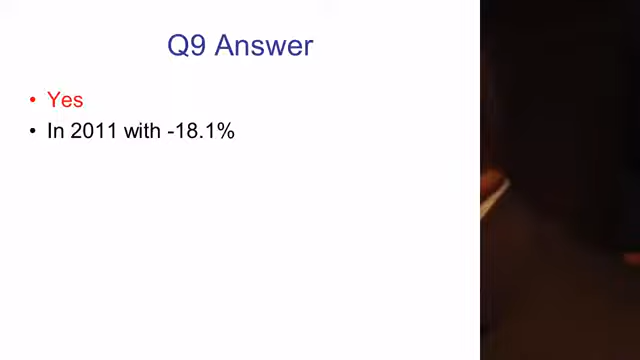 Q9 Answer
• Yes
• In 2011 with -18.1%